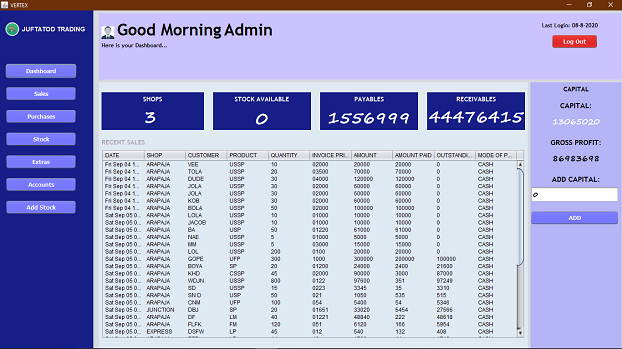 VERTEX
JUFTATOD TRADING
Good Morning Admin
Here is your Dashboard...
Last Login: 08-8-2020
Log Out
Dashboard
Sales
Purchases
Stock
Extras
Accounts
Add Stock
SHOPS
3
STOCK AVAILABLE
0
PAYABLES
1556999
RECEIVABLES
44476415
CAPITAL
CAPITAL:
13065020
GROSS PROFIT:
86983698
ADD CAPITAL:
0
ADD
RECENT SALES
DATE SHOP CUSTOMER PRODUCT QUANTITY INVOICE PRI... AMOUNT AMOUNT PAID OUTSTANDI... MODE OF P...
Fri Sep 04 1... ARAPAJA VEE USSP 10 02000 20000 20000 0 CASH
Fri Sep 04 1... ARAPAJA TOLA USSP 20 03500 70000 70000 0 CASH
Fri Sep 04 1... ARAPAJA DUDE USSP 30 04000 120000 120000 0 CASH
Fri Sep 04 1... ARAPAJA JOLA USSP 30 02000 60000 60000 0 CASH
Fri Sep 04 1... ARAPAJA JOLA USSP 30 02000 60000 60000 0 CASH
Fri Sep 04 1... ARAPAJA KOB USSP 30 02000 60000 60000 0 CASH
Fri Sep 04 1... ARAPAJA BOLA USSP 50 02000 100000 100000 0 CASH
Sat Sep 05 0... ARAPAJA LOLA USSP 10 01000 10000 10000 0 CASH
Sat Sep 05 0... ARAPAJA JACOB USSP 10 01000 10000 10000 0 CASH
Sat Sep 05 0... ARAPAJA BA USP 50 01220 61000 61000 0 CASH
Sat Sep 05 0... ARAPAJA NAE USSP 5 01000 5000 5000 0 CASH
Sat Sep 05 0... ARAPAJA MM USSP 5 03000 15000 15000 0 CASH
Sat Sep 05 0... ARAPAJA LOL USSP 200 0100 20000 20000 0 CASH
Sat Sep 05 0... ARAPAJA GOPE UFP 300 1000 300000 200000 100000 CASH
Sat Sep 05 0... ARAPAJA BOYA SP 20 01200 24000 2400 21600 CASH
Sat Sep 05 0... ARAPAJA KHD CSSP 45 02000 90000 3000 87000 CASH
Sat Sep 05 0... ARAPAJA WDJN USSP 800 0122 97600 351 97249 CASH
Sat Sep 05 0... ARAPAJA SD USSP 15 0223 3345 35 3310 CASH
Sat Sep 05 0... ARAPAJA SN D USP 50 021 1050 535 515 CASH
Sat Sep 05 0... ARAPAJA CNM UFP 100 054 5400 54 5346 CASH
Sat Sep 05 0... JUNCTION DBJ SP 20 01651 33020 5454 27566 CASH
Sat Sep 05 0... ARAPAJA DF LM 40 01221 48840 222 48618 CASH
Sat Sep 05 0... ARAPAJA FLFK FM 120 051 6120 166 5954 CASH
Sat Sep 05 0... EXPRESS DSFW LP 45 012 540 132 408 CASH